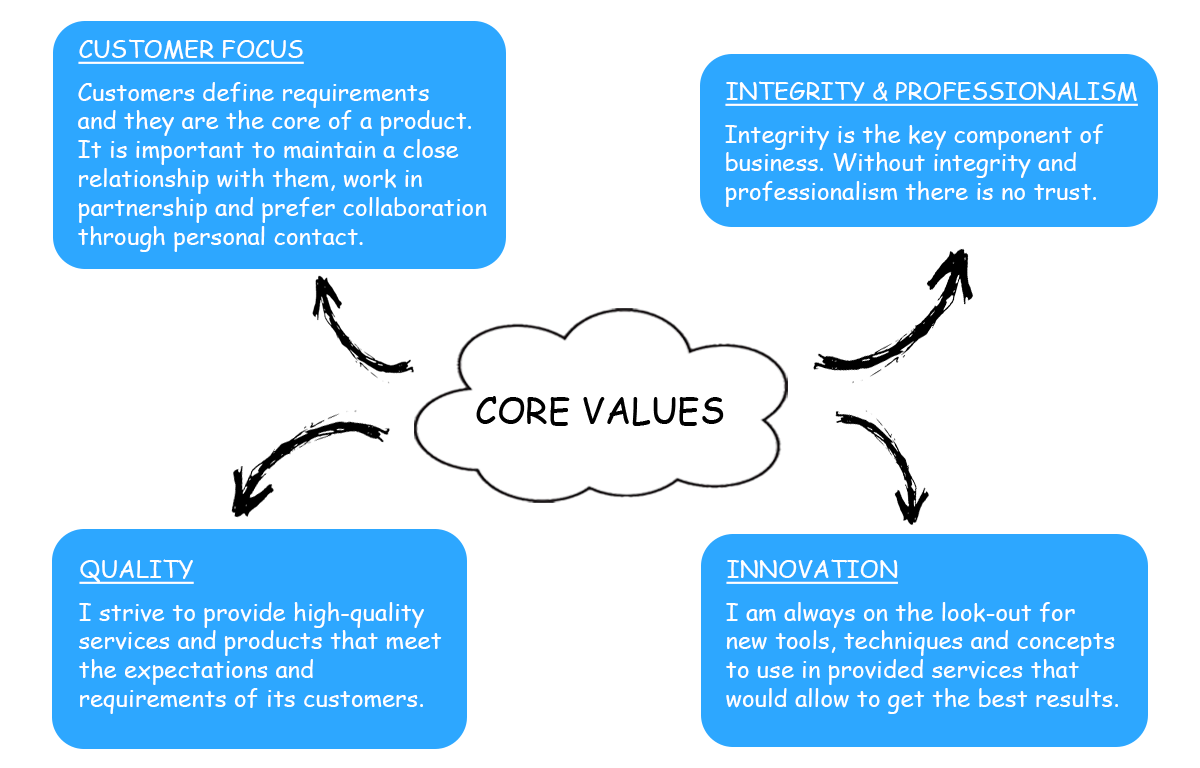 CUSTOMER FOCUS
Customers define requirements
and they are the core of a product.
It is important to maintain a close
relationship with them, work in
partnership and prefer collaboration
through personal contact.
INTEGRITY & PROFESSIONALISM
Integrity is the key component of
business. Without integrity and
professionalism there is no trust.
CORE VALUES
QUALITY
I strive to provide high-quality
services and products that meet
the expectations and
requirements of its customers.
INNOVATION
I am always on the look-out for
new tools, techniques and concepts
to use in provided services that
would allow to get the best results.